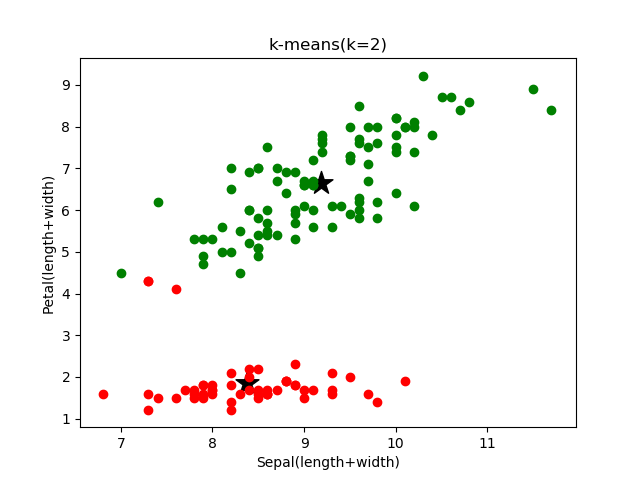 k-means(k=2)
9
8
7
6
5
4
3
2
1
Petal(length+width)
7 8 9 10 11
Sepal(length+width)